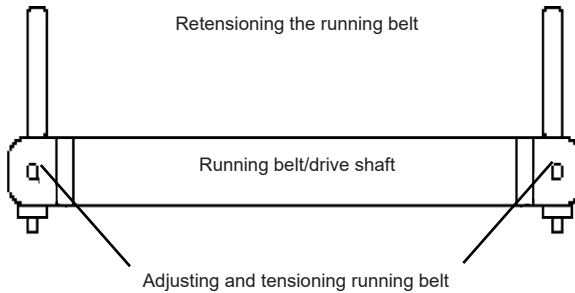 Retensioning the running belt
Running belt/drive shaft
Adjusting and tensioning running belt